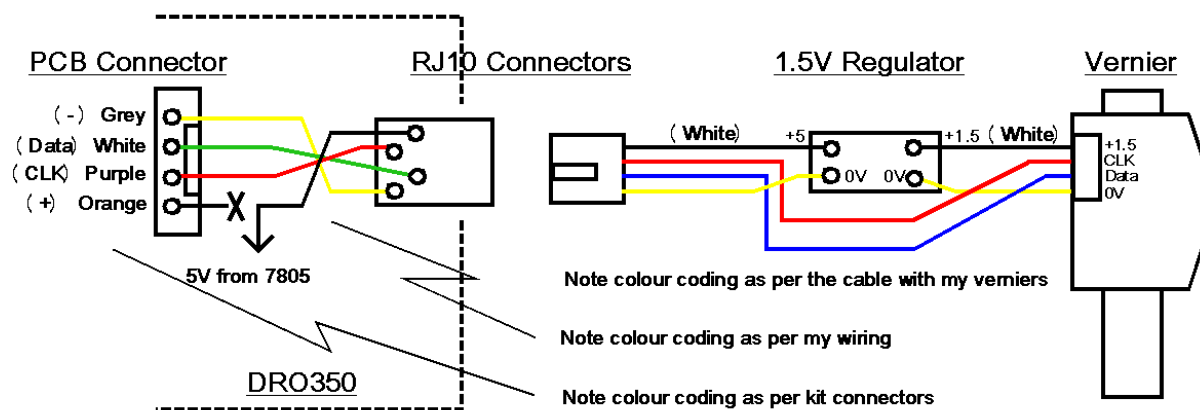 PCB Connector
RJ10 Connectors
1.5V Regulator
Vernier
(-) Grey
(Data) White
(CLK) Purple
(+) Orange
5V from 7805
(White)
+5
+1.5
(White)
0V
0V
+1.5
CLK
Data
0V
Note colour coding as per the cable with my verniers
Note colour coding as per my wiring
DRO350
Note colour coding as per kit connectors